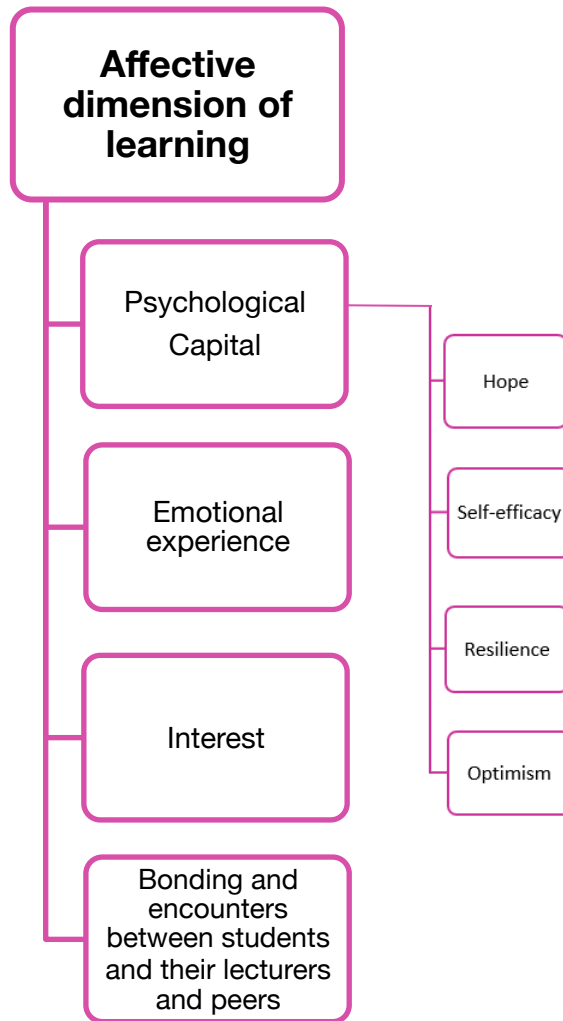 Affective
dimension of
learning
Psychological
Capital
Hope
Self-efficacy
Resilience
Optimism
Emotional
experience
Interest
Bonding and
encounters
between students
and their lecturers
and peers